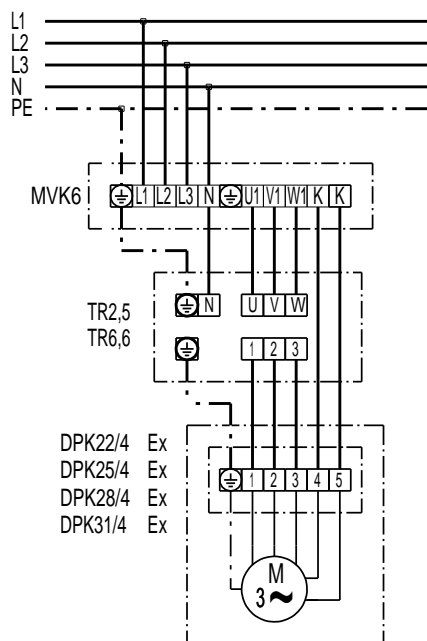 L1
L2
L3
N
PE
MVK6 L1 L2 L3 N U1 V1 W1 K K
N U V W
TR2,5
TR6,6
1 2 3
DPK22/4 Ex
DPK25/4 Ex
DPK28/4 Ex
DPK31/4 Ex
1 2 3 4 5
M
3~